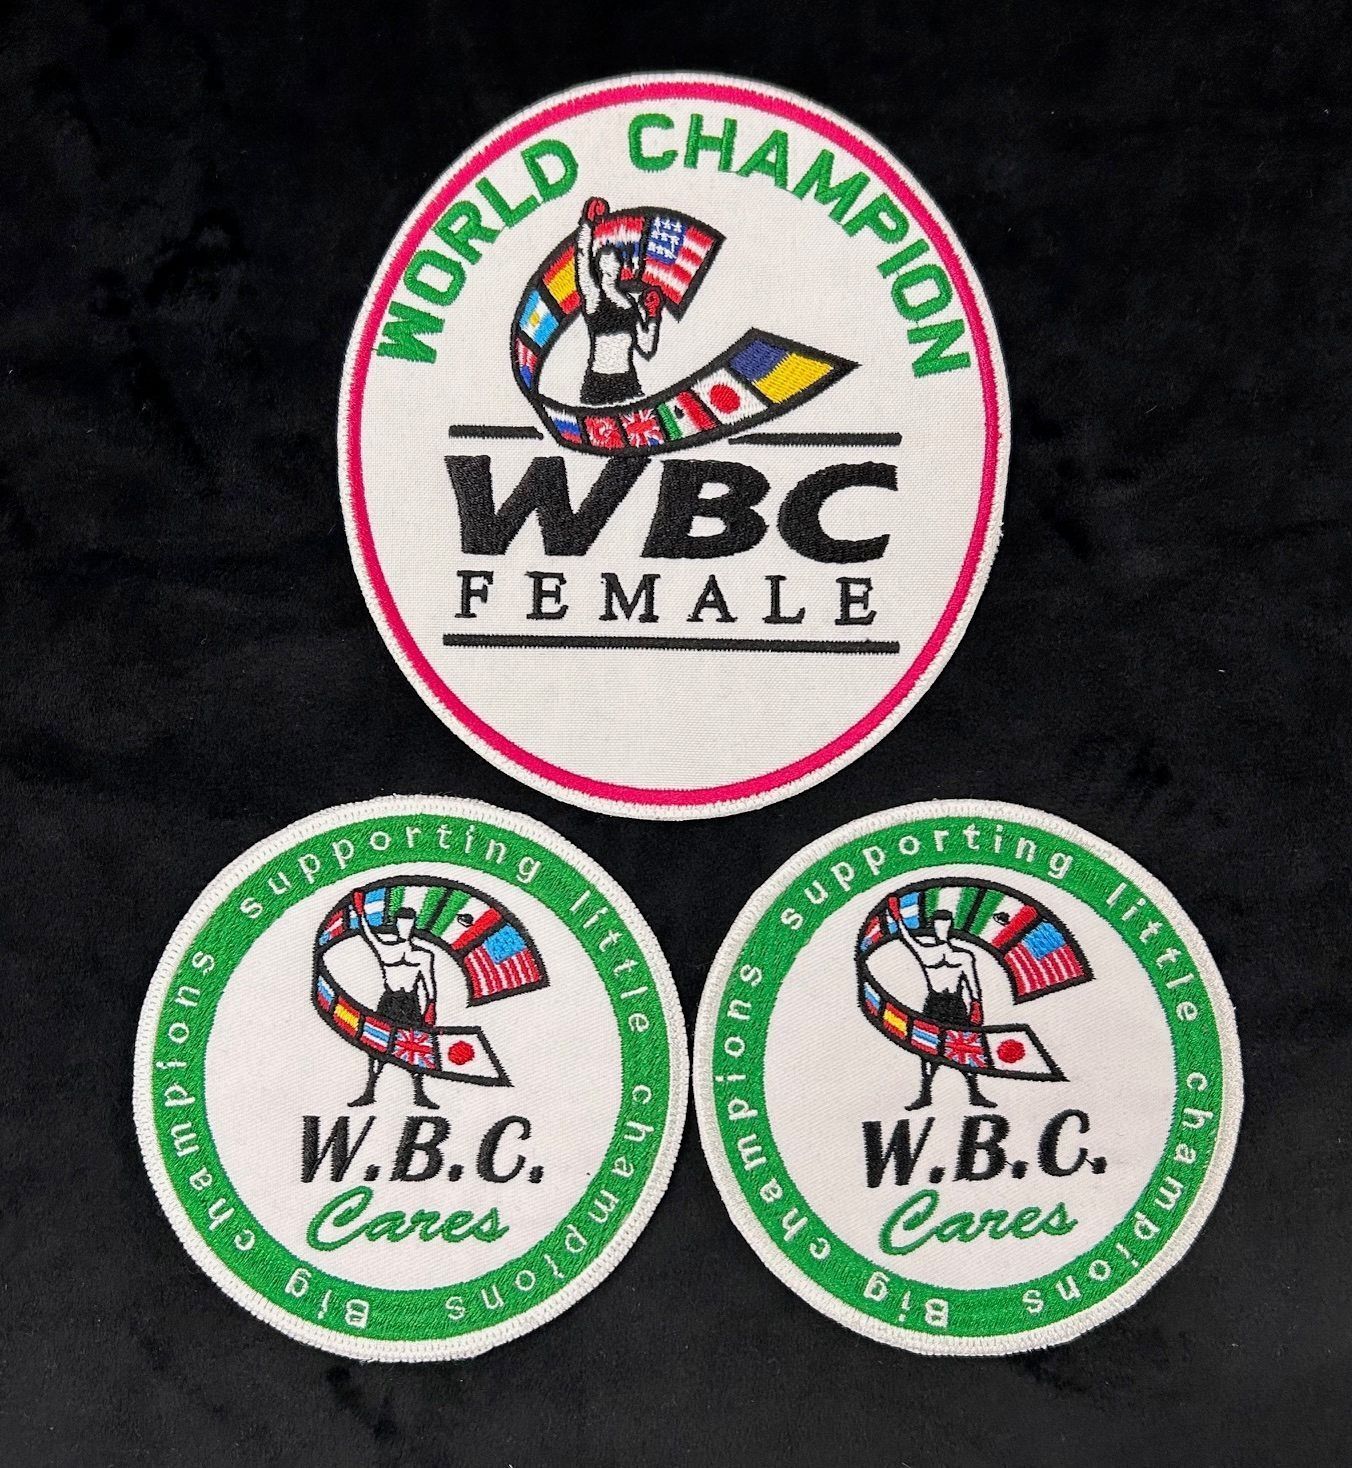 WORLD CHAMPION
WBC
FEMALE
Big champions supporting little champions
W.B.C.
Cares
Big champions supporting little champions
W.B.C.
Cares